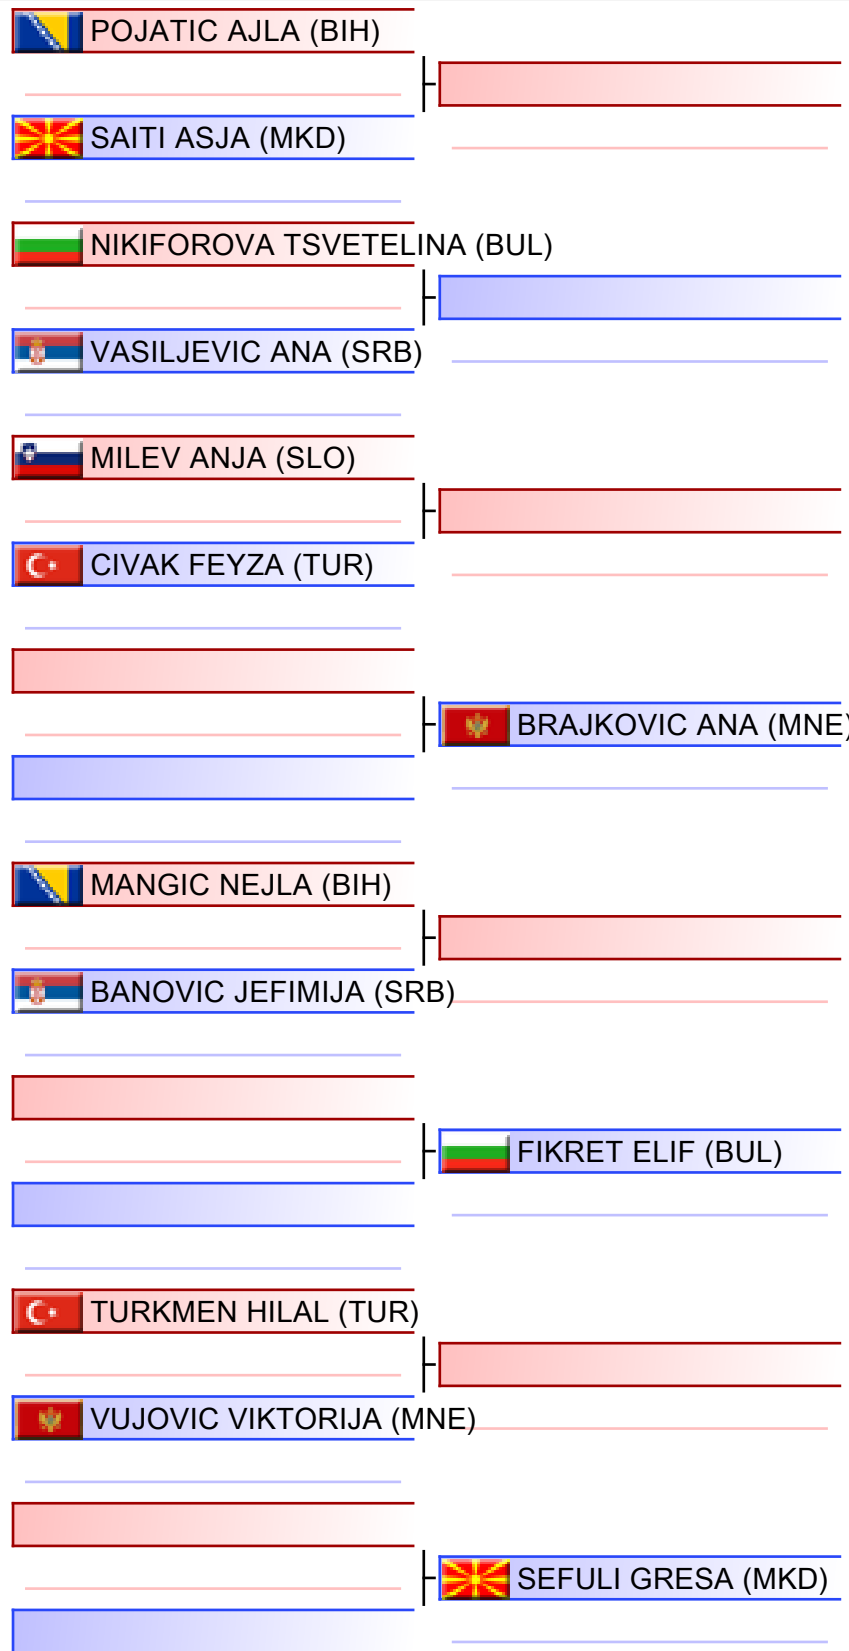 POJATIC AJLA (BIH)
SAITI ASJA (MKD)
NIKIFOROVA TSVETELINA (BUL)
VASILJEVIC ANA (SRB)
MILEV ANJA (SLO)
CIVAK FEYZA (TUR)
BRAJKOVIC ANA (MNE)
MANGIC NEJLA (BIH)
BANOVIC JEFIMIJA (SRB)
FIKRET ELIF (BUL)
TURKMEN HILAL (TUR)
VUJOVIC VIKTORIJA (MNE)
SEFULI GRESA (MKD)